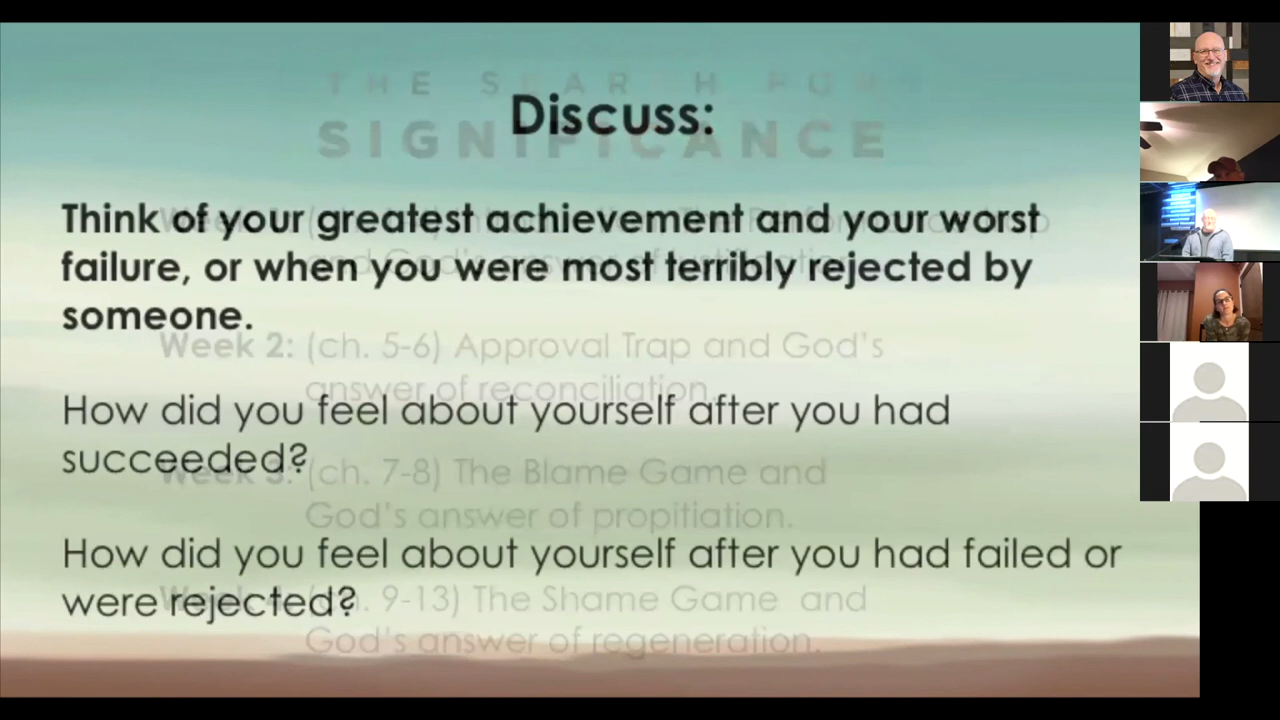 THE SEARCH FOR
SIGNIFICANCE
Discuss:
Think of your greatest achievement and your worst
failure, or when you were most terribly rejected by
someone.
How did you feel about yourself after you had
succeeded?
How did you feel about yourself after you had failed or
were rejected?
Week 2: (ch. 5-6) Approval Trap and God's
answer of reconciliation.
Week 3: (ch. 7-8) The Blame Game and
God's answer of propitiation.
9-13) The Shame Game and
God's answer of regeneration.